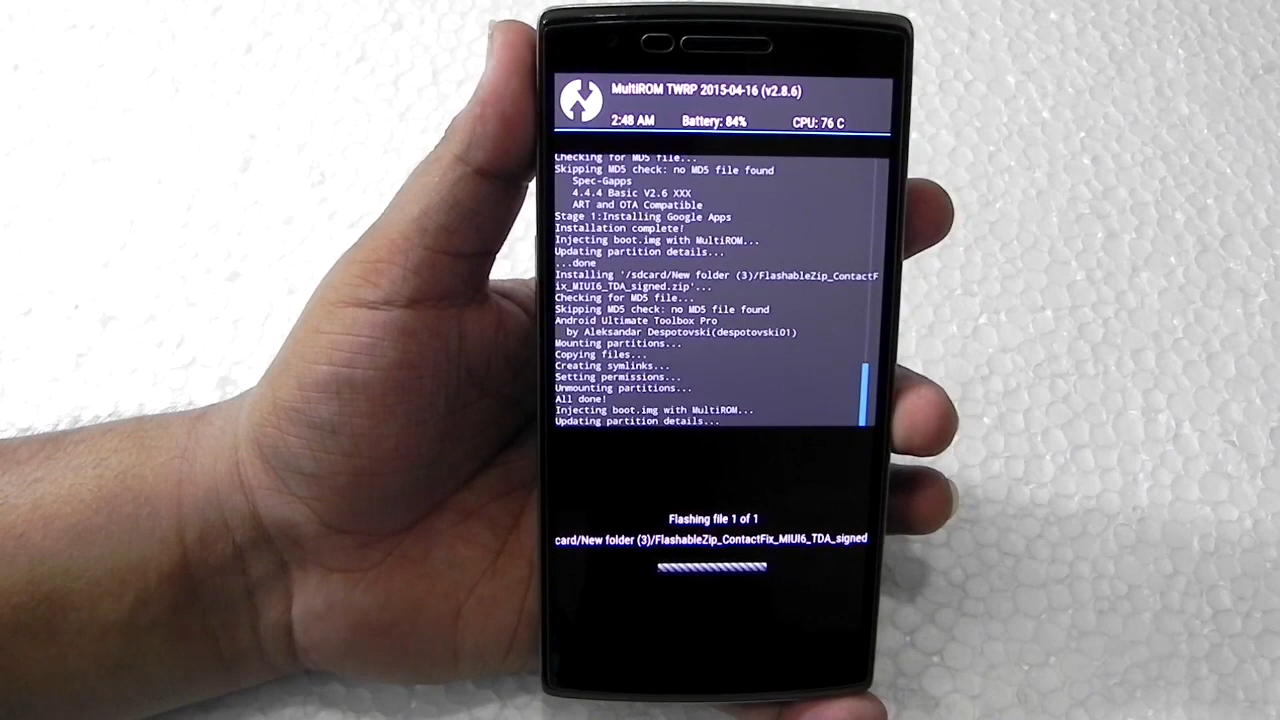 MultiROM TWRP 2015-04-16 (v2.8.6)
2:48 AM Battery: 84% CPU: 76 C
Checking for MD5 file...
Skipping MD5 check: no MD5 file found
Spec-Gapps
4.4.4 Basic V2.6 XXX
ART and OTA Compatible
Stage 1:Installing Google Apps
Installation complete!
Injecting boot.img with MultiROM...
Updating partition details...
...done
Installing '/sdcard/New folder (3)/FlashableZip_ContactF
ix_MIUI6_TDA_signed.zip'...
Checking for MD5 file...
Skipping MD5 check: no MD5 file found
Android Ultimate Toolbox Pro
by Aleksandar Despotovski(despotovski01)
Mounting partitions...
Copying files...
Creating symlinks...
Setting permissions...
Unmounting partitions...
All done!
Injecting boot.img with MultiROM...
Updating partition details...
Flashing file 1 of 1
card/New folder (3)/FlashableZip_ContactFix_MIUI6_TDA_signed